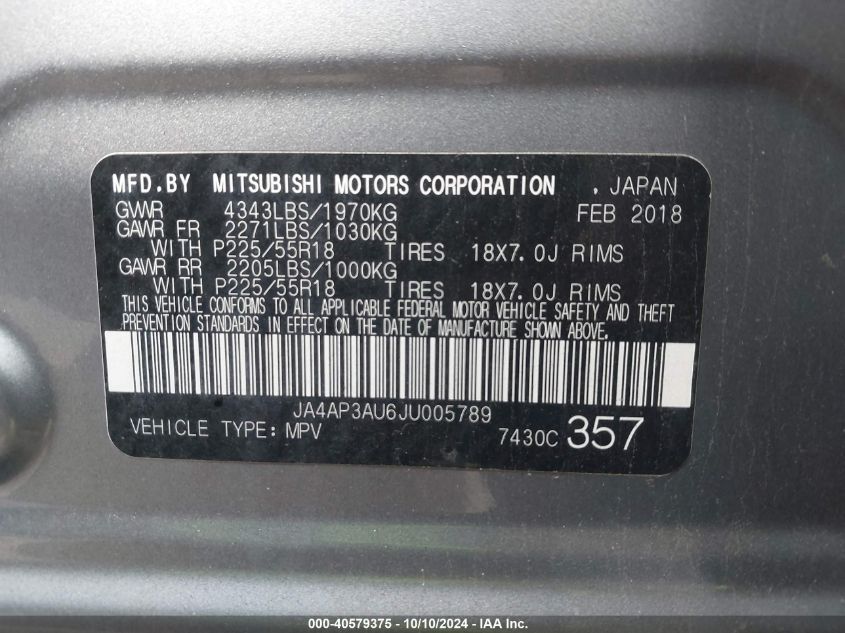 MFD.BY MITSUBISHI MOTORS CORPORATION . JAPAN
GVWR 4343LBS/1970KG FEB 2018
GAWR FR 2271LBS/1030KG
WITH P225/55R18 TIRES 18X7.0J RIMS
GAWR RR 2205LBS/1000KG
WITH P225/55R18 TIRES 18X7.0J RIMS
THIS VEHICLE CONFORMS TO ALL APPLICABLE FEDERAL MOTOR VEHICLE SAFETY AND THEFT
PREVENTION STANDARDS IN EFFECT ON THE DATE OF MANUFACTURE SHOWN ABOVE.
JA4AP3AU6JU005789
VEHICLE TYPE: MPV 7430C 357
000-40579375 - 10/10/2024 - IAA Inc.